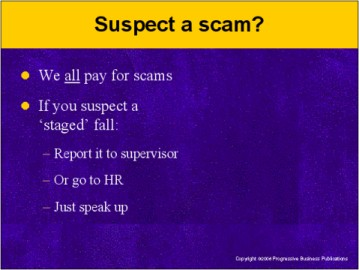 Suspect a scam?
We all pay for scams
If you suspect a
‘staged’ fall:
– Report it to supervisor
– Or go to HR
– Just speak up
Copyright Progressive Business Publications